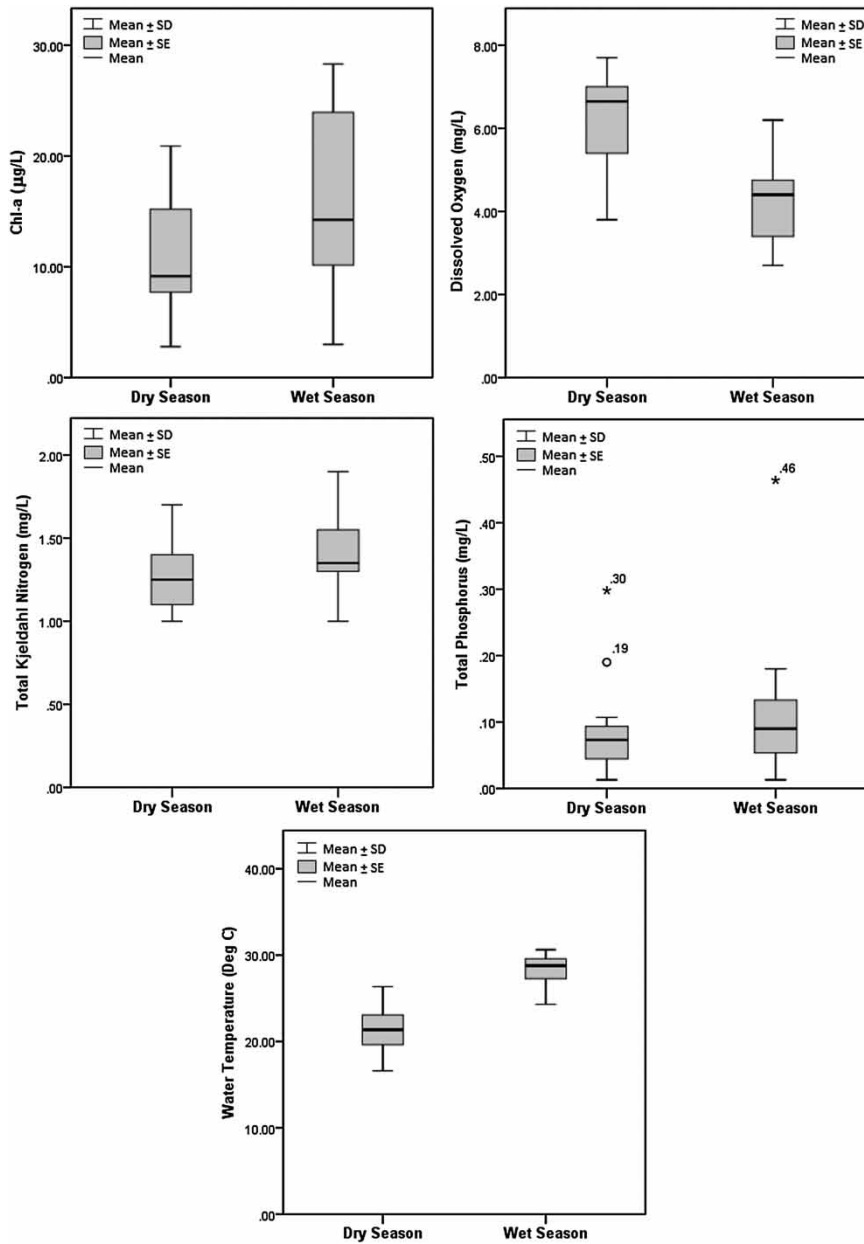 Mean ± SD
Mean ± SE
Mean
30.00
20.00
10.00
.00
Chl-a (µg/L)
Dry Season
Wet Season
Mean ± SD
Mean ± SE
Mean
8.00
6.00
4.00
2.00
.00
Dissolved Oxygen (mg/L)
Dry Season
Wet Season
Mean ± SD
Mean ± SE
Mean
2.00
1.50
1.00
.50
.00
Total Kjeldahl Nitrogen (mg/L)
Dry Season
Wet Season
Mean ± SD
Mean ± SE
Mean
.50
.40
.30
.20
.10
.00
Total Phosphorus (mg/L)
.46
.30
.19
Dry Season
Wet Season
Mean ± SD
Mean ± SE
Mean
40.00
30.00
20.00
10.00
.00
Water Temperature (Deg C)
Dry Season
Wet Season